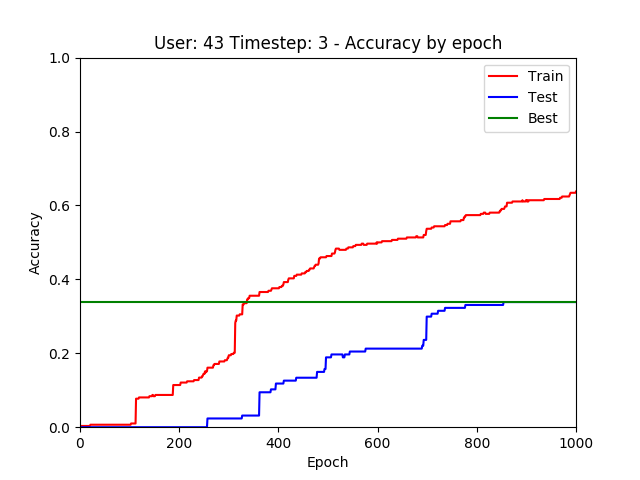 User: 43 Timestep: 3 - Accuracy by epoch
1.0
0.8
0.6
0.4
0.2
0.0
Accuracy
Train
Test
Best
0 200 400 600 800 1000
Epoch